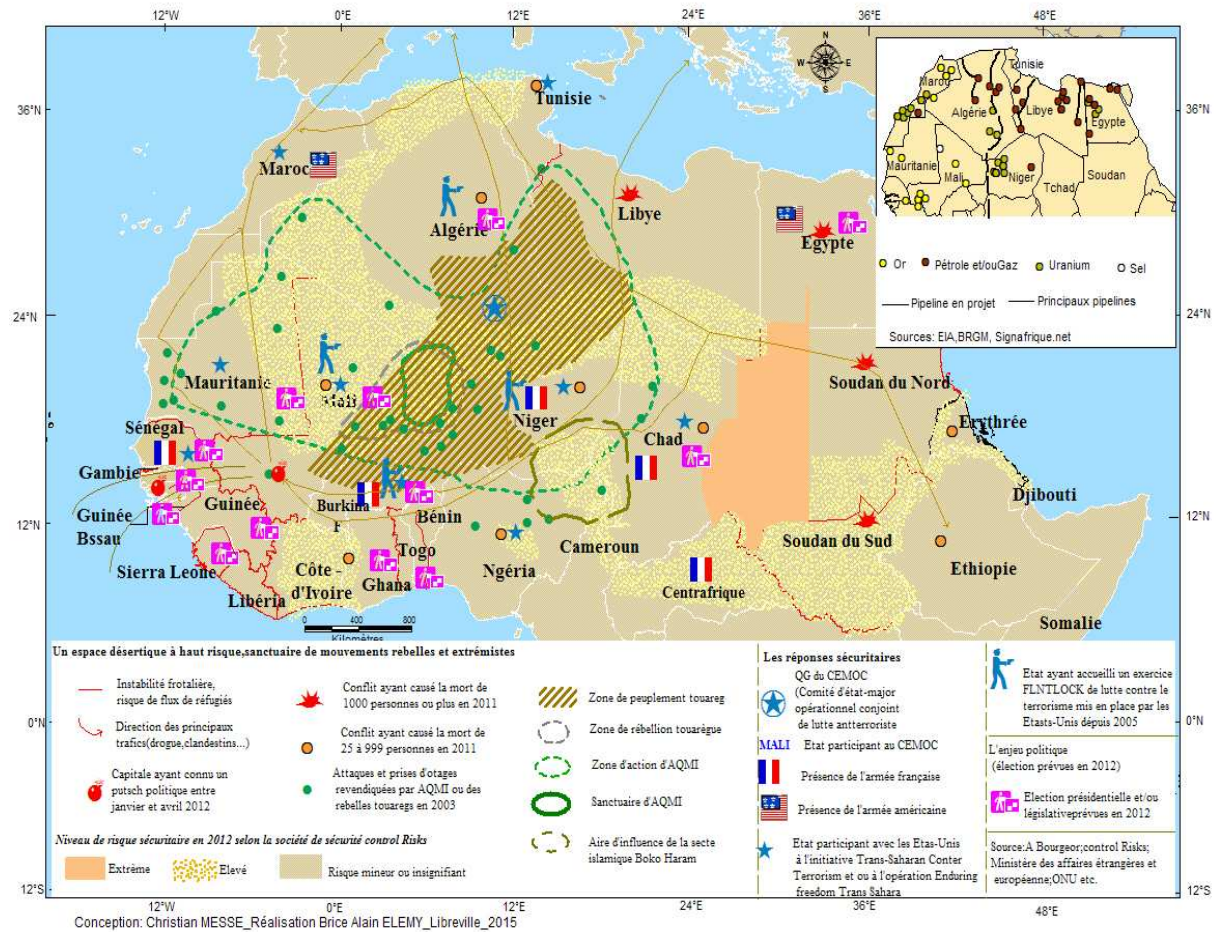 12°W
0°E
12°E
24°E
36°E
48°E
36°N
24°N
12°N
0°N
12°S
36°N
24°N
12°N
0°N
12°S
N
W
E
S
Tunisie
Maroc
Algérie
Libye
Egypte
Mauritanie
Mali
Niger
Chad
Soudan du Nord
Erythrée
Sénégal
Gambie
Guinée
Bssau
Guinée
Burkina
F
Bénin
Togo
Djibouti
Sierra Leone
Côte -
d'Ivoire
Ghana
Ngéria
Cameroun
Soudan du Sud
Ethiopie
Libéria
Centrafrique
Somalie
0
400
800
Kilomètres
Tunisie
Maroc
Algérie
Libye
Egypte
Mauritanie
Mali
Niger
Tchad
Soudan
Or
Pétrole et/ouGaz
Uranium
Sel
Pipeline en projet
Principaux pipelines
Sources: EIA,BRGM, Signafrique.net
Un espace désertique à haut risque,sanctuaire de mouvements rebelles et extrémistes
Instabilité frotalière,
risque de flux de réfugiés
Direction des principaux
trafics(drogue,clandestins...)
Capitale ayant connu un
putsch politique entre
janvier et avril 2012
Conflit ayant causé la mort de
1000 personnes ou plus en 2011
Conflit ayant causé la mort de
25 à 999 personnes en 2011
Attaques et prises d'otages
revendiquées par AQMI ou des
rebelles touaregs en 2003
Zone de peuplement touareg
Zone de rébellion touarègue
Zone d'action d'AQMI
Sanctuaire d'AQMI
Aire d'influence de la secte
islamique Boko Haram
Niveau de risque sécuritaire en 2012 selon la société de sécurité control Risks
Extrême
Elevé
Risque mineur ou insignifiant
Les réponses sécuritaires
QG du CEMOC
(Comité d'état-major
opérationnel conjoint
de lutte antterroriste
MALI
Etat participant au CEMOC
Présence de l'armée française
Présence de l'armée américaine
Etat participant avec les Etas-Unis
à l'initiative Trans-Saharan Conter
Terrorism et ou à l'opération Enduring
freedom Trans Sahara
Etat ayant accueilli un exercice
FLNTLOCK de lutte contre le
terrorisme mis en place par les
Etasts-Unis dépuis 2005
L'enjeu politique
(élection prévues en 2012)
Election présidentielle et/ou
législativeprévues en 2012
Source:A Bourgeor;control Risks;
Ministère des affaires étrangères et
européenne;ONU etc.
12°W
0°E
12°E
24°E
36°E
48°E
Conception: Christian MESSE_Réalisation Brice Alain ELEMY_Libreville_2015